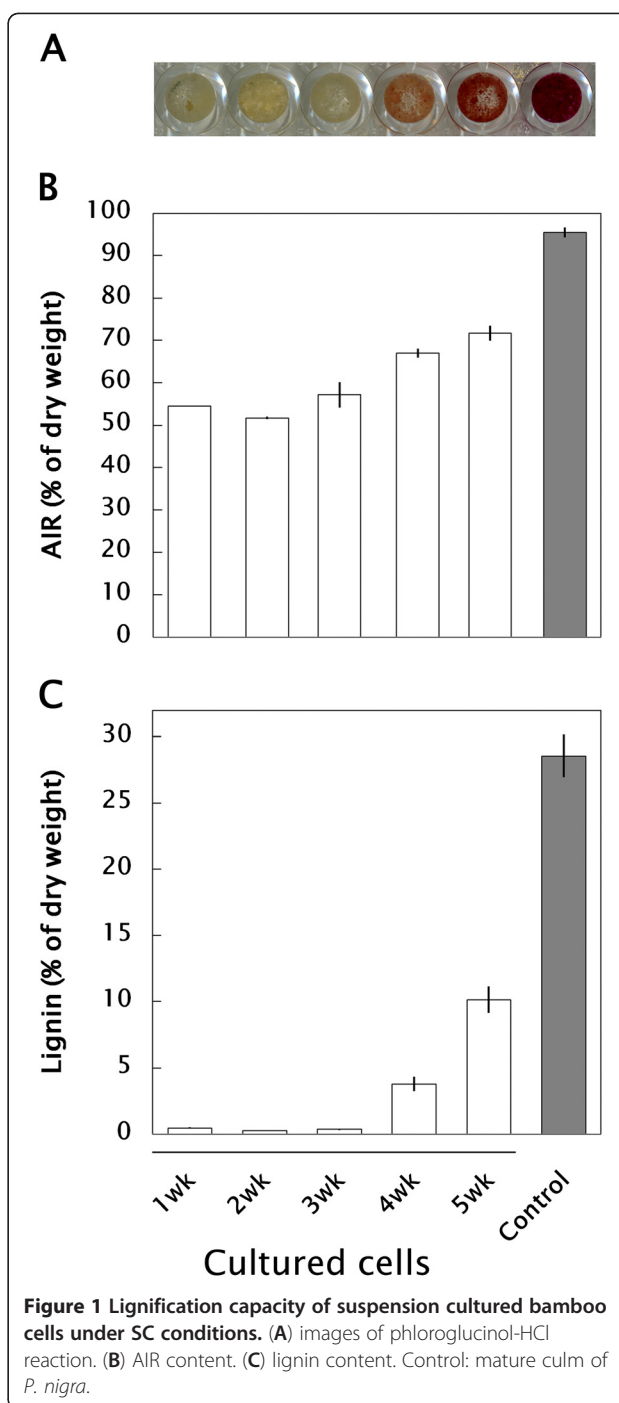 A
B
100
90
80
70
60
50
40
30
20
10
0
AIR (% of dry weight)
C
30
25
20
15
10
5
0
Lignin (% of dry weight)
1wk 2wk 3wk 4wk 5wk Control
Cultured cells
Figure 1 Lignification capacity of suspension cultured bamboo
cells under SC conditions. (A) images of phloroglucinol-HCl
reaction. (B) AIR content. (C) lignin content. Control: mature culm of
P. nigra.